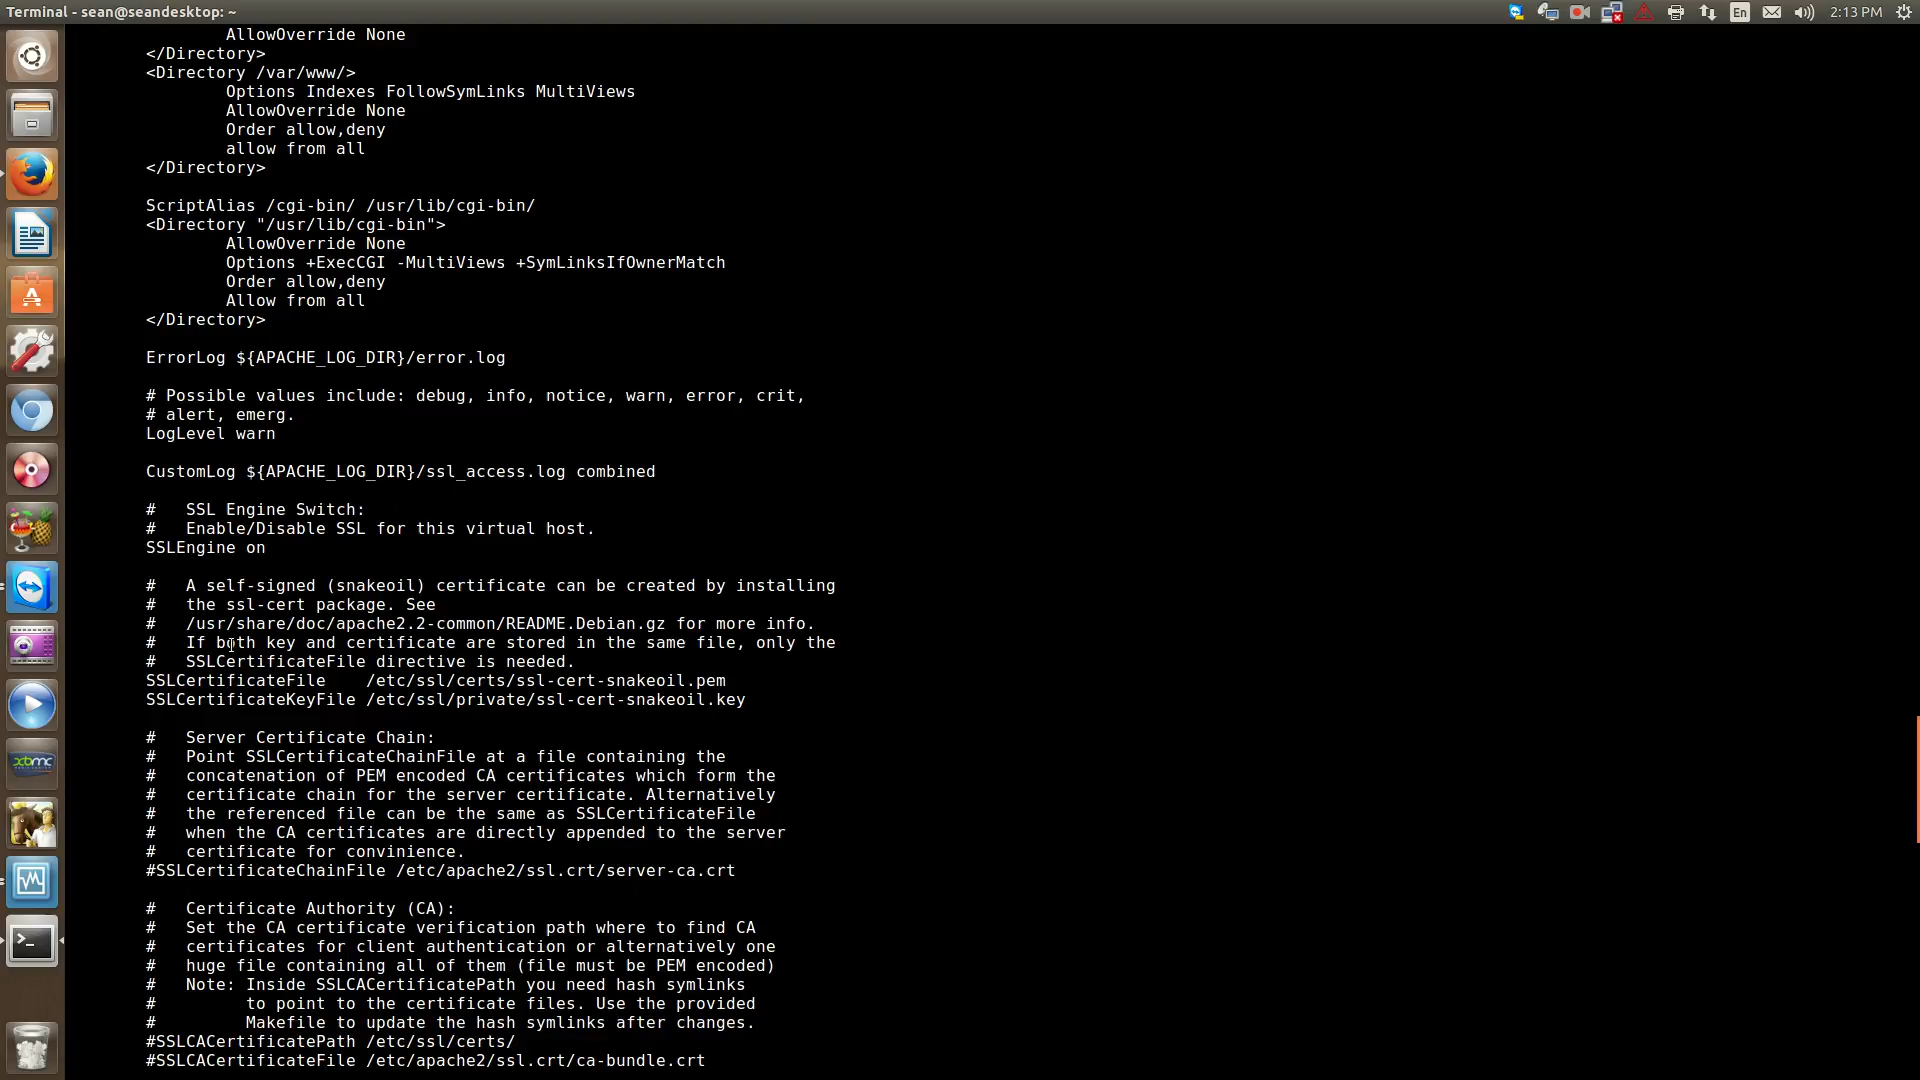 Terminal - sean@seandesktop: ~
En
2:13 PM
AllowOverride None
</Directory>
<Directory /var/www/>
Options Indexes FollowSymLinks MultiViews
AllowOverride None
Order allow,deny
allow from all
</Directory>
ScriptAlias /cgi-bin/ /usr/lib/cgi-bin/
<Directory "/usr/lib/cgi-bin">
AllowOverride None
Options +ExecCGI -MultiViews +SymLinksIfOwnerMatch
Order allow,deny
Allow from all
</Directory>
ErrorLog ${APACHE_LOG_DIR}/error.log
# Possible values include: debug, info, notice, warn, error, crit,
# alert, emerg.
LogLevel warn
CustomLog ${APACHE_LOG_DIR}/ssl_access.log combined
#   SSL Engine Switch:
#   Enable/Disable SSL for this virtual host.
SSLEngine on
#   A self-signed (snakeoil) certificate can be created by installing
#   the ssl-cert package. See
#   /usr/share/doc/apache2.2-common/README.Debian.gz for more info.
#   If both key and certificate are stored in the same file, only the
#   SSLCertificateFile directive is needed.
SSLCertificateFile    /etc/ssl/certs/ssl-cert-snakeoil.pem
SSLCertificateKeyFile /etc/ssl/private/ssl-cert-snakeoil.key
#   Server Certificate Chain:
#   Point SSLCertificateChainFile at a file containing the
#   concatenation of PEM encoded CA certificates which form the
#   certificate chain for the server certificate. Alternatively
#   the referenced file can be the same as SSLCertificateFile
#   when the CA certificates are directly appended to the server
#   certificate for convinience.
#SSLCertificateChainFile /etc/apache2/ssl.crt/server-ca.crt
#   Certificate Authority (CA):
#   Set the CA certificate verification path where to find CA
#   certificates for client authentication or alternatively one
#   huge file containing all of them (file must be PEM encoded)
#   Note: Inside SSLCACertificatePath you need hash symlinks
#         to point to the certificate files. Use the provided
#         Makefile to update the hash symlinks after changes.
#SSLCACertificatePath /etc/ssl/certs/
#SSLCACertificateFile /etc/apache2/ssl.crt/ca-bundle.crt
xbmc